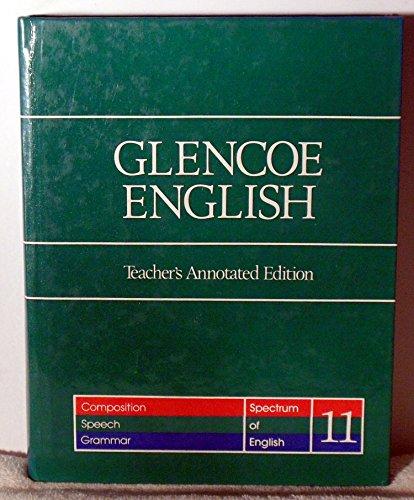 GLENCOE
ENGLISH
Teacher's Annotated Edition
Composition
Speech
Grammar
Spectrum
of
English
11